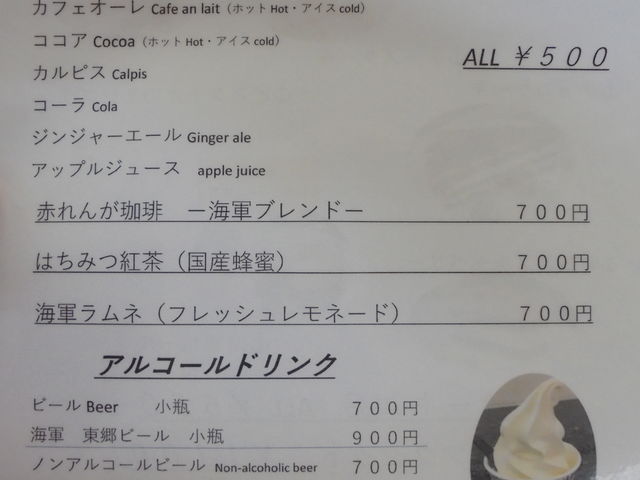 カフェオーレ Cafe an lait（ホット Hot・アイス cold）
ココア Cocoa（ホット Hot・アイス cold）
ALL ￥５００
カルピス Calpis
コーラ Cola
ジンジャーエール Ginger ale
アップルジュース apple juice
赤れんが珈琲　－海軍ブレンド－ ７００円
はちみつ紅茶（国産蜂蜜） ７００円
海軍ラムネ（フレッシュレモネード） ７００円
アルコールドリンク
ビール Beer 小瓶 ７００円
海軍　東郷ビール　小瓶 ９００円
ノンアルコールビール Non-alcoholic beer ７００円